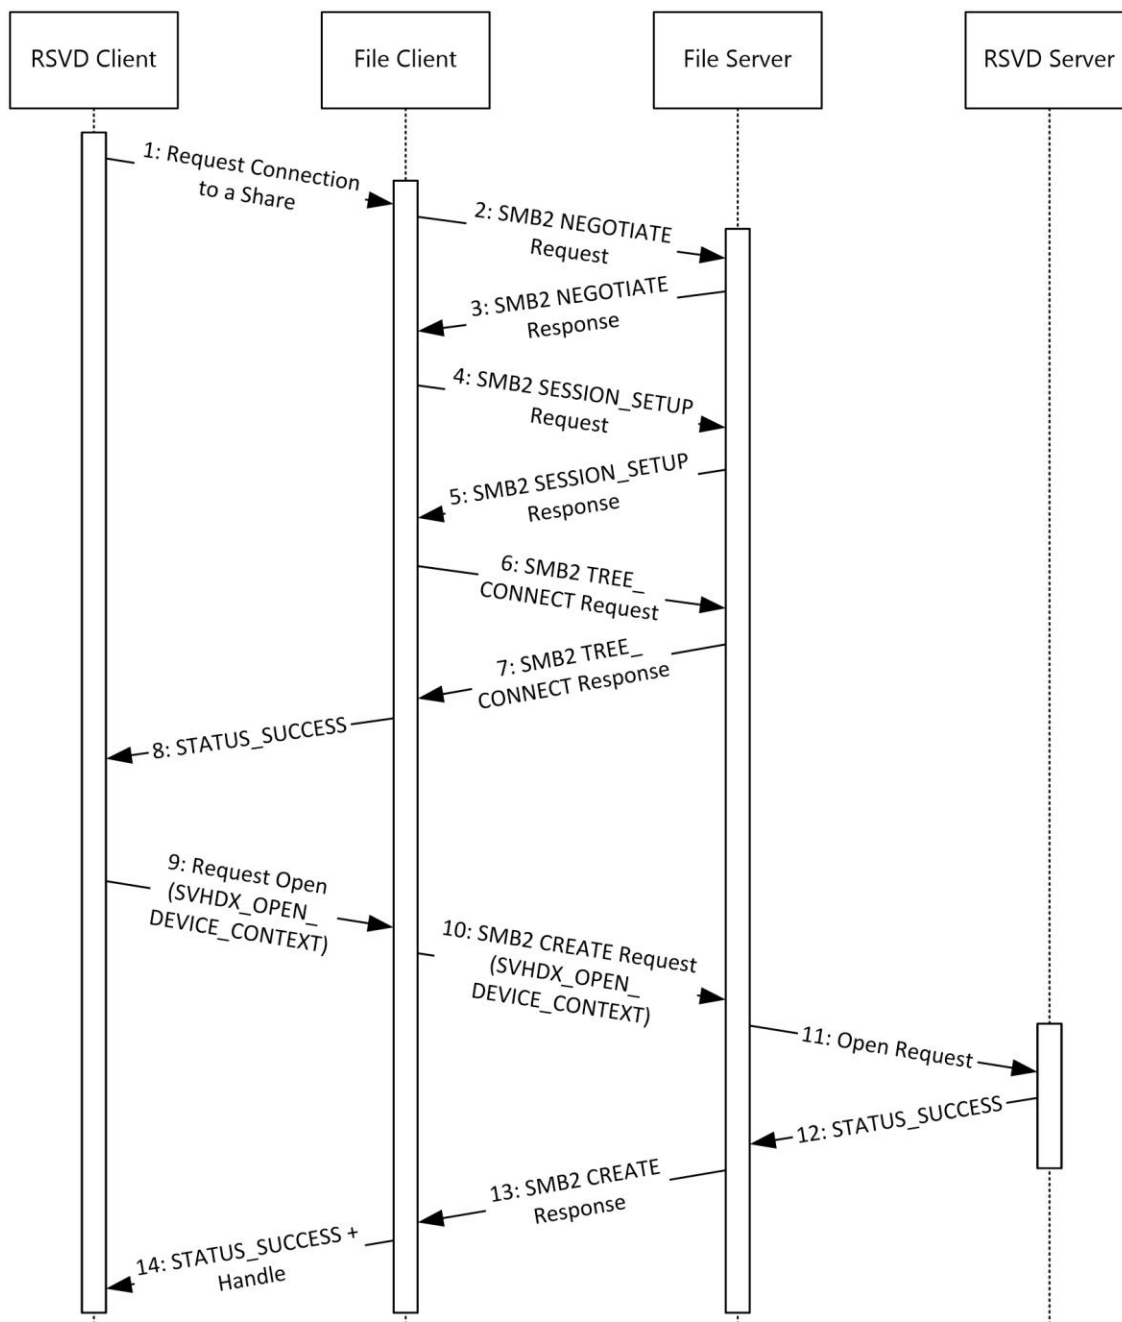 RSVD Client
File Client
File Server
RSVD Server
1: Request Connection
to a Share
2: SMB2 NEGOTIATE
Request
3: SMB2 NEGOTIATE
Response
4: SMB2 SESSION_SETUP
Request
5: SMB2 SESSION_SETUP
Response
6: SMB2 TREE_
CONNECT Request
7: SMB2 TREE_
CONNECT Response
8: STATUS_SUCCESS
9: Request Open
(SVHDX_OPEN_
DEVICE_CONTEXT)
10: SMB2 CREATE Request
(SVHDX_OPEN_
DEVICE_CONTEXT)
11: Open Request
12: STATUS_SUCCESS
13: SMB2 CREATE
Response
14: STATUS_SUCCESS +
Handle